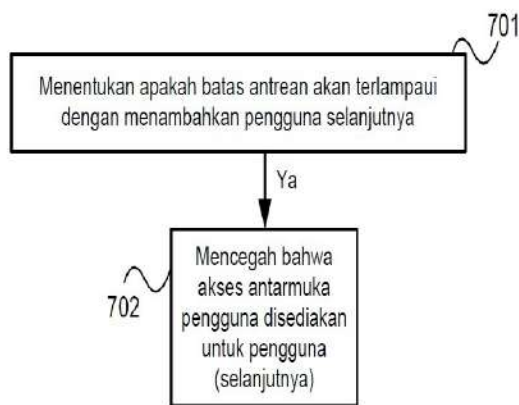 701
Menentukan apakah batas antrean akan terlampaui
dengan menambahkan pengguna selanjutnya
Ya
702
Mencegah bahwa
akses antarmuka
pengguna disediakan
untuk pengguna
(selanjutnya)